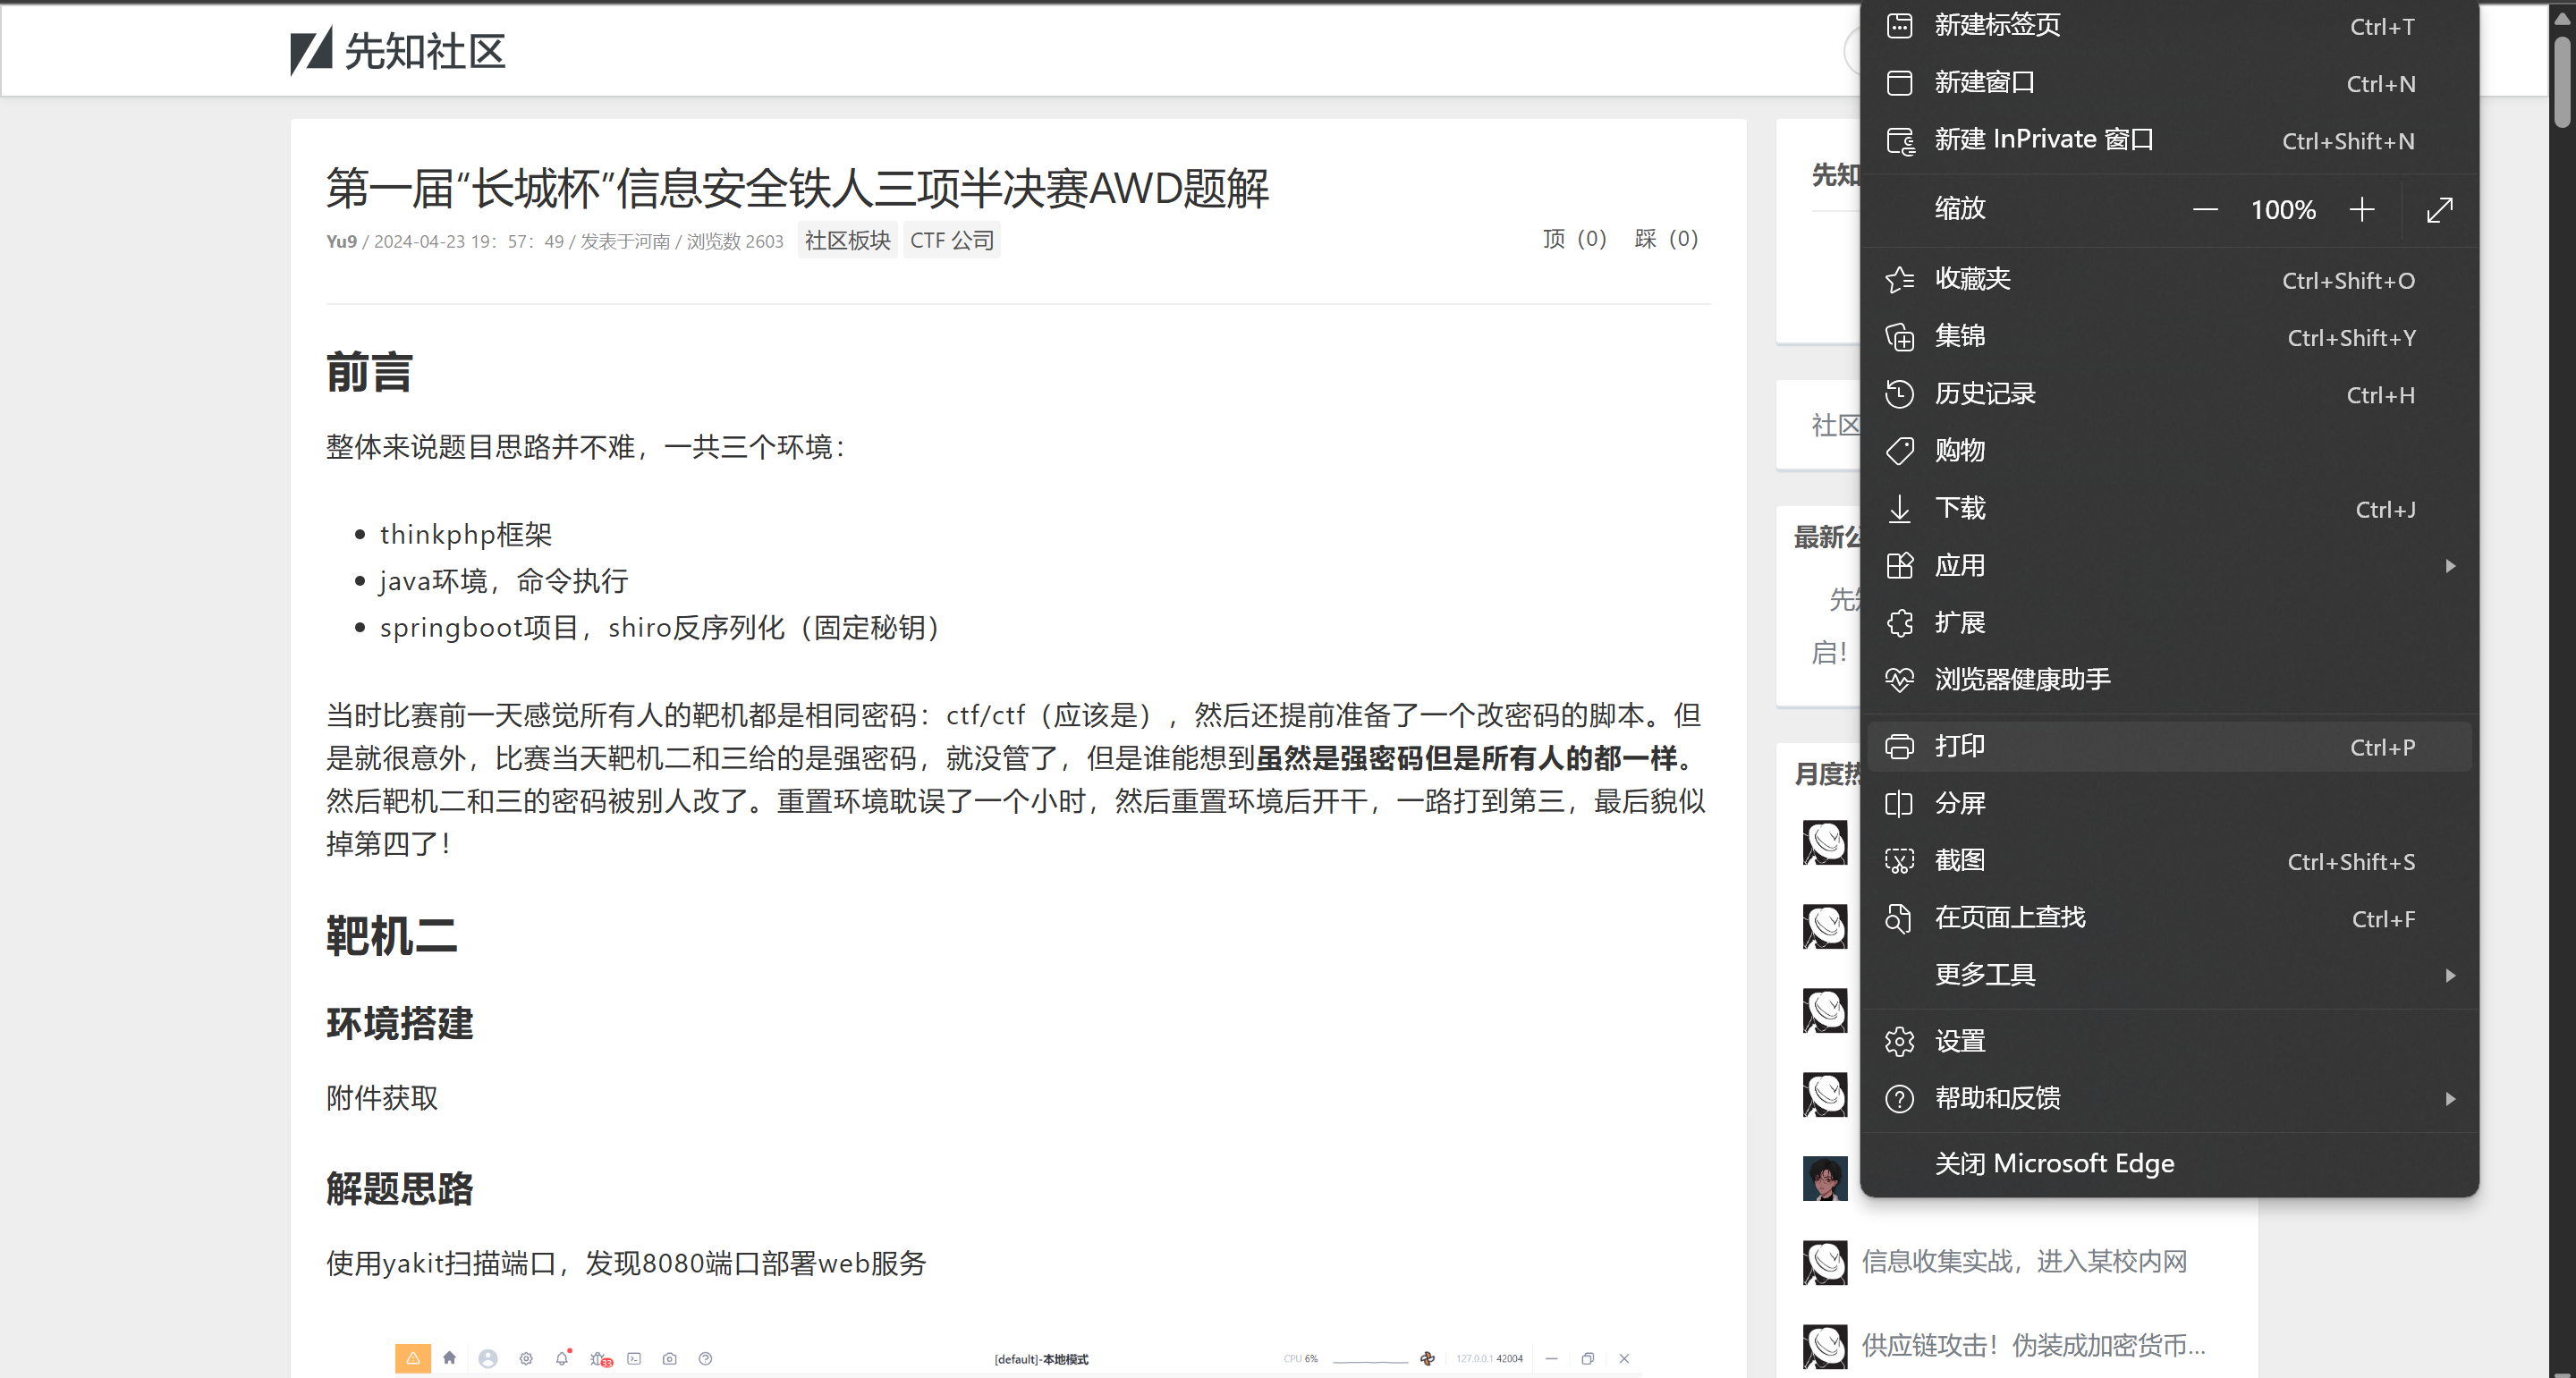 先知社区
第一届“长城杯”信息安全铁人三项半决赛AWD题解
Yu9 / 2024-04-23 19：57：49 / 发表于河南 / 浏览数 2603 社区板块 CTF 公司 顶（0） 踩（0）
前言
整体来说题目思路并不难，一共三个环境：
thinkphp框架
java环境，命令执行
springboot项目，shiro反序列化（固定秘钥）
当时比赛前一天感觉所有人的靶机都是相同密码：ctf/ctf（应该是），然后还提前准备了一个改密码的脚本。但
是就很意外，比赛当天靶机二和三给的是强密码，就没管了，但是谁能想到虽然是强密码但是所有人的都一样。
然后靶机二和三的密码被别人改了。重置环境耽误了一个小时，然后重置环境后开干，一路打到第三，最后貌似
掉第四了！
靶机二
环境搭建
附件获取
解题思路
使用yakit扫描端口，发现8080端口部署web服务
33 [default]-本地模式 CPU 6% 127.0.0.1 42004
先知
社区
最新
先
启！
月度
信息收集实战，进入某校内网
供应链攻击！伪装成加密货币...
新建标签页 Ctrl+T
新建窗口 Ctrl+N
新建 InPrivate 窗口 Ctrl+Shift+N
缩放 100%
收藏夹 Ctrl+Shift+O
集锦 Ctrl+Shift+Y
历史记录 Ctrl+H
购物
下载 Ctrl+J
应用
扩展
浏览器健康助手
打印 Ctrl+P
分屏
截图 Ctrl+Shift+S
在页面上查找 Ctrl+F
更多工具
设置
帮助和反馈
关闭 Microsoft Edge